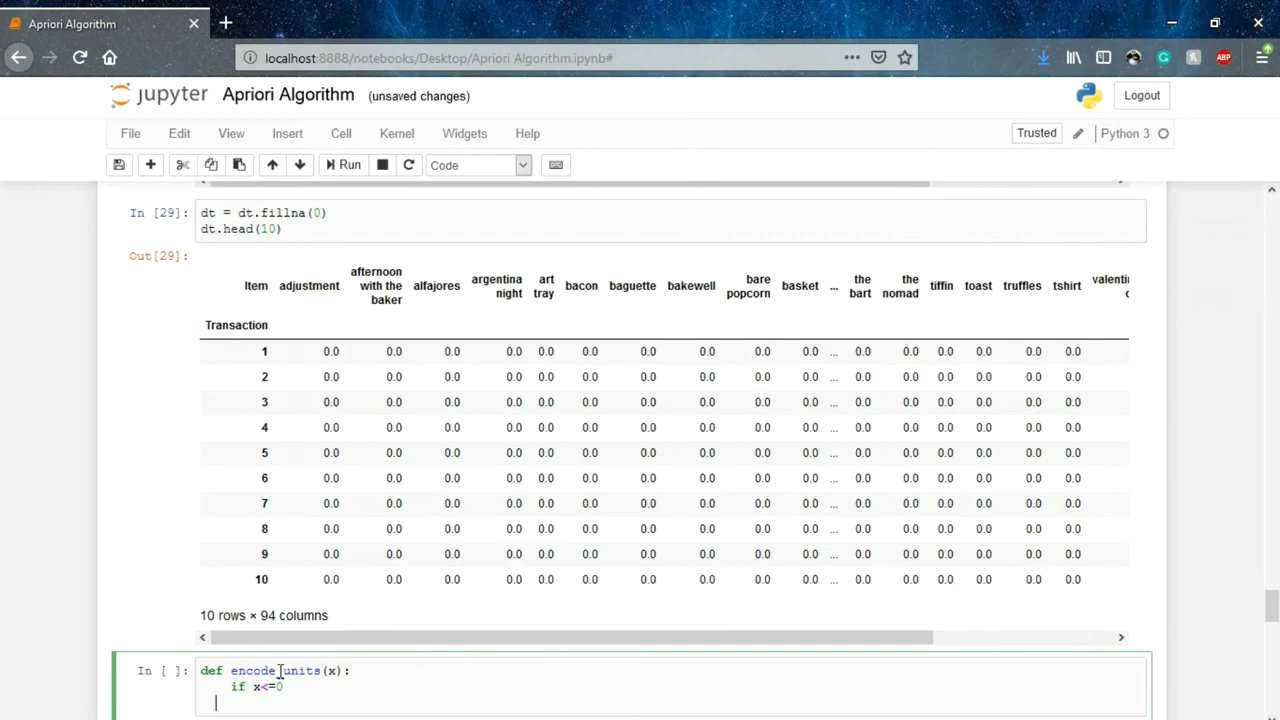 Apriori Algorithm
localhost:8888/notebooks/Desktop/Apriori Algorithm.ipynb#
ABP
jupyter Apriori Algorithm (unsaved changes)
Logout
File Edit View Insert Cell Kernel Widgets Help
Trusted
Python 3
Run
Code
In [29]: dt = dt.fillna(0)
dt.head(10)
Out[29]:
Item adjustment afternoon with the baker alfajores argentina night art tray bacon baguette bakewell bare popcorn basket ... the bart the nomad tiffin toast truffles tshirt
Transaction
1 0.0 0.0 0.0 0.0 0.0 0.0 0.0 0.0 0.0 0.0 ... 0.0 0.0 0.0 0.0 0.0 0.0
2 0.0 0.0 0.0 0.0 0.0 0.0 0.0 0.0 0.0 0.0 ... 0.0 0.0 0.0 0.0 0.0 0.0
3 0.0 0.0 0.0 0.0 0.0 0.0 0.0 0.0 0.0 0.0 ... 0.0 0.0 0.0 0.0 0.0 0.0
4 0.0 0.0 0.0 0.0 0.0 0.0 0.0 0.0 0.0 0.0 ... 0.0 0.0 0.0 0.0 0.0 0.0
5 0.0 0.0 0.0 0.0 0.0 0.0 0.0 0.0 0.0 0.0 ... 0.0 0.0 0.0 0.0 0.0 0.0
6 0.0 0.0 0.0 0.0 0.0 0.0 0.0 0.0 0.0 0.0 ... 0.0 0.0 0.0 0.0 0.0 0.0
7 0.0 0.0 0.0 0.0 0.0 0.0 0.0 0.0 0.0 0.0 ... 0.0 0.0 0.0 0.0 0.0 0.0
8 0.0 0.0 0.0 0.0 0.0 0.0 0.0 0.0 0.0 0.0 ... 0.0 0.0 0.0 0.0 0.0 0.0
9 0.0 0.0 0.0 0.0 0.0 0.0 0.0 0.0 0.0 0.0 ... 0.0 0.0 0.0 0.0 0.0 0.0
10 0.0 0.0 0.0 0.0 0.0 0.0 0.0 0.0 0.0 0.0 ... 0.0 0.0 0.0 0.0 0.0 0.0
10 rows × 94 columns
In [ ]: def encode_units(x):
if x<=0